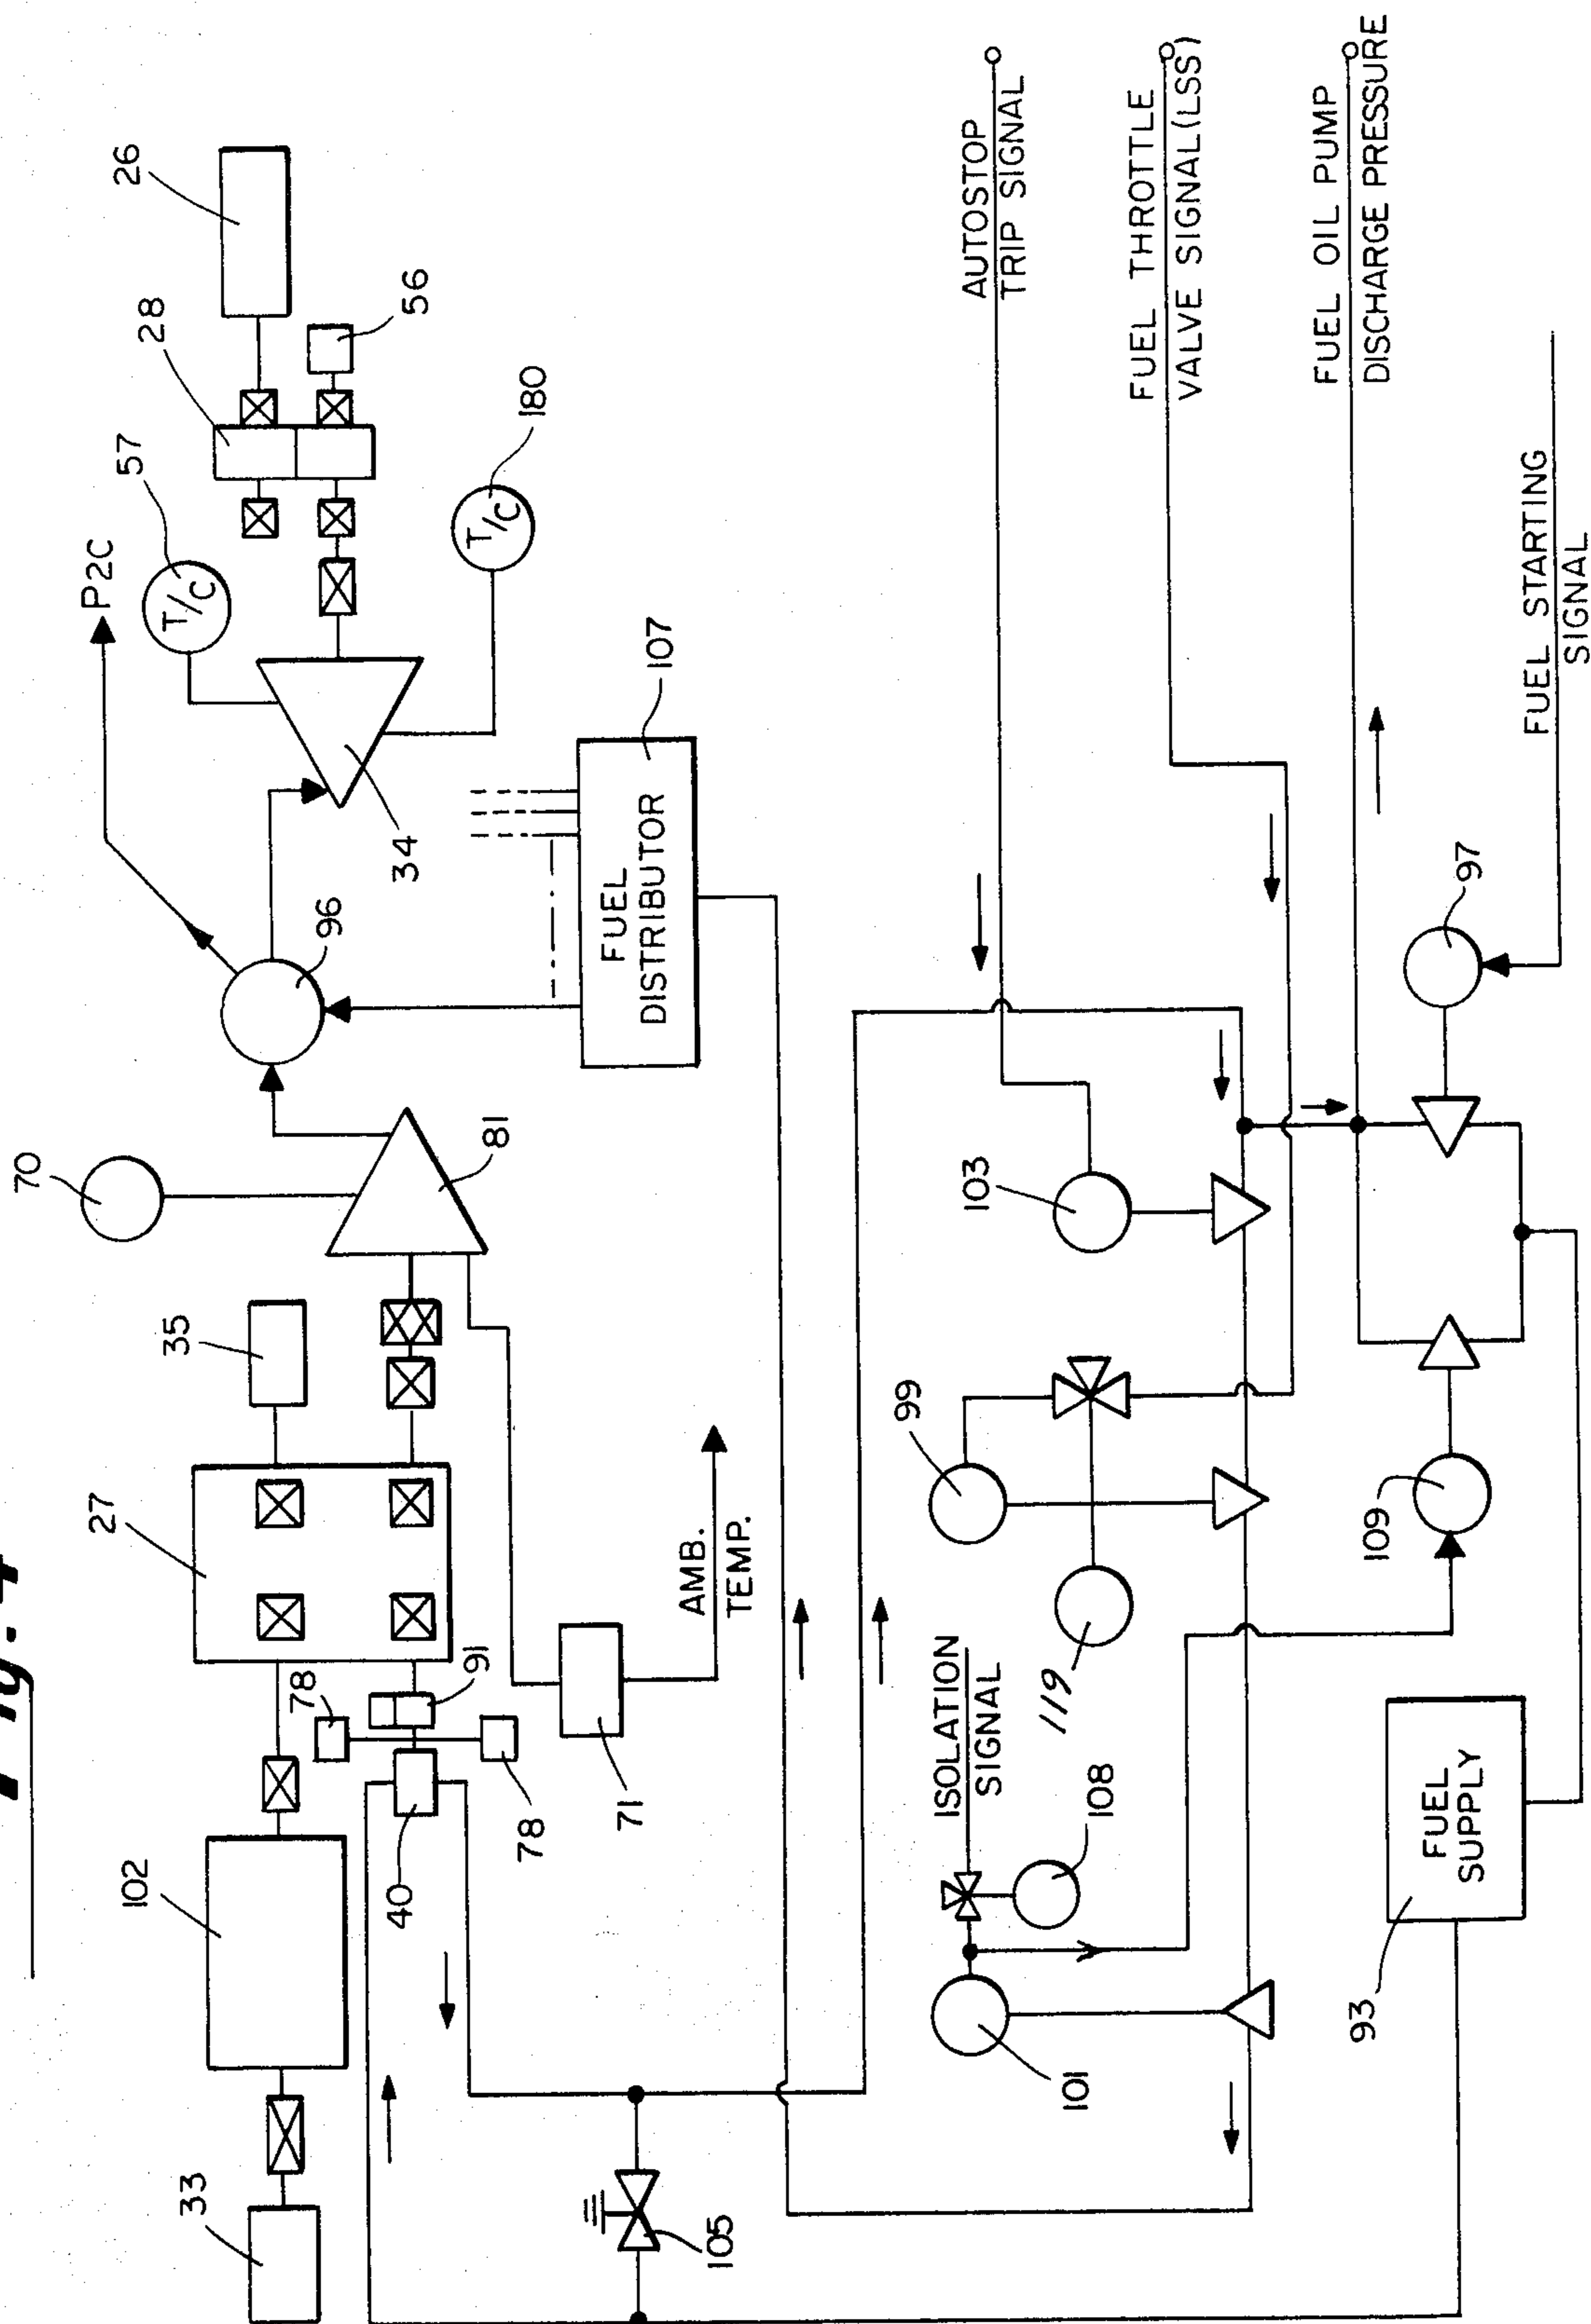 Fig. 4
33
102
27
35
70
96
P2C
57
28
26
56
180
34
107
FUEL
DISTRIBUTOR
81
78
91
78
40
71
AMB.
TEMP.
105
ISOLATION
SIGNAL
108
101
119
99
103
AUTOSTOP
TRIP SIGNAL
FUEL THROTTLE
VALVE SIGNAL(LSS)
FUEL OIL PUMP
DISCHARGE PRESSURE
FUEL STARTING
SIGNAL
97
109
93
FUEL
SUPPLY
T/C
T/C